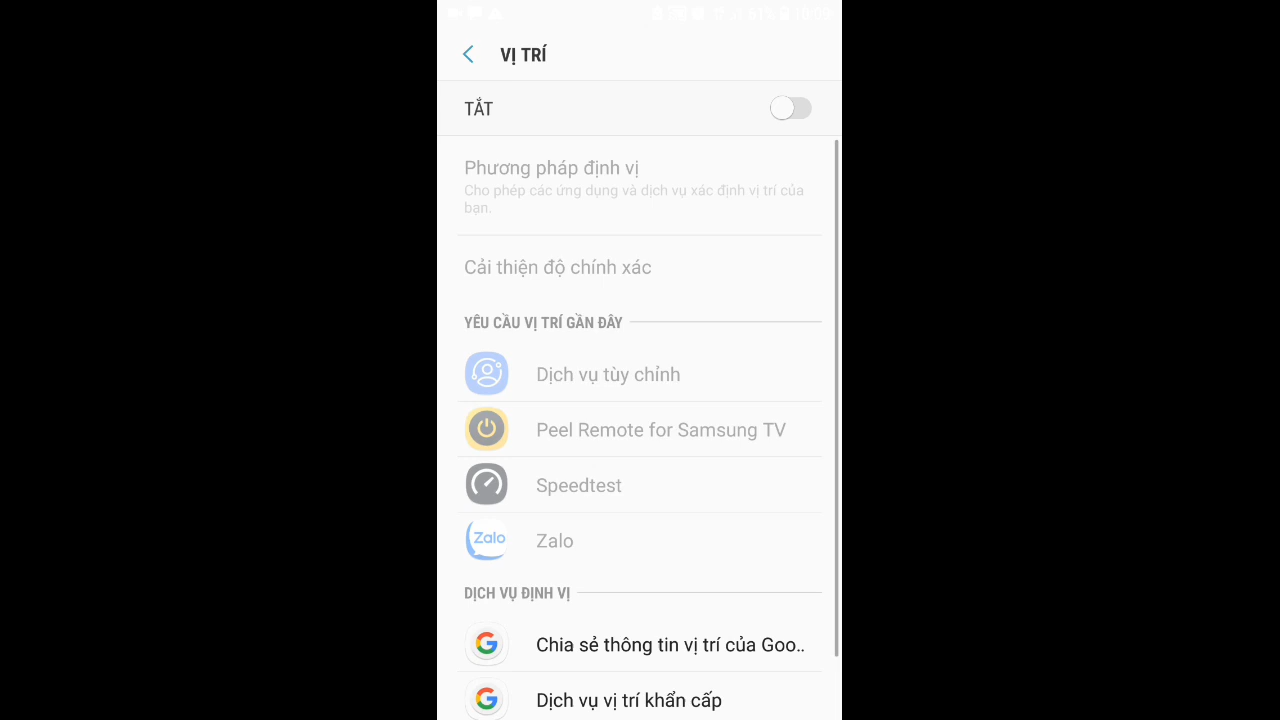 VỊ TRÍ
TẮT
Phương pháp định vị
Cho phép các ứng dụng và dịch vụ xác định vị trí của
bạn.
Cải thiện độ chính xác
YÊU CẦU VỊ TRÍ GẦN ĐÂY
Dịch vụ tùy chỉnh
Peel Remote for Samsung TV
Speedtest
Zalo
Zalo
DỊCH VỤ ĐỊNH VỊ
Chia sẻ thông tin vị trí của Goo..
Dịch vụ vị trí khẩn cấp